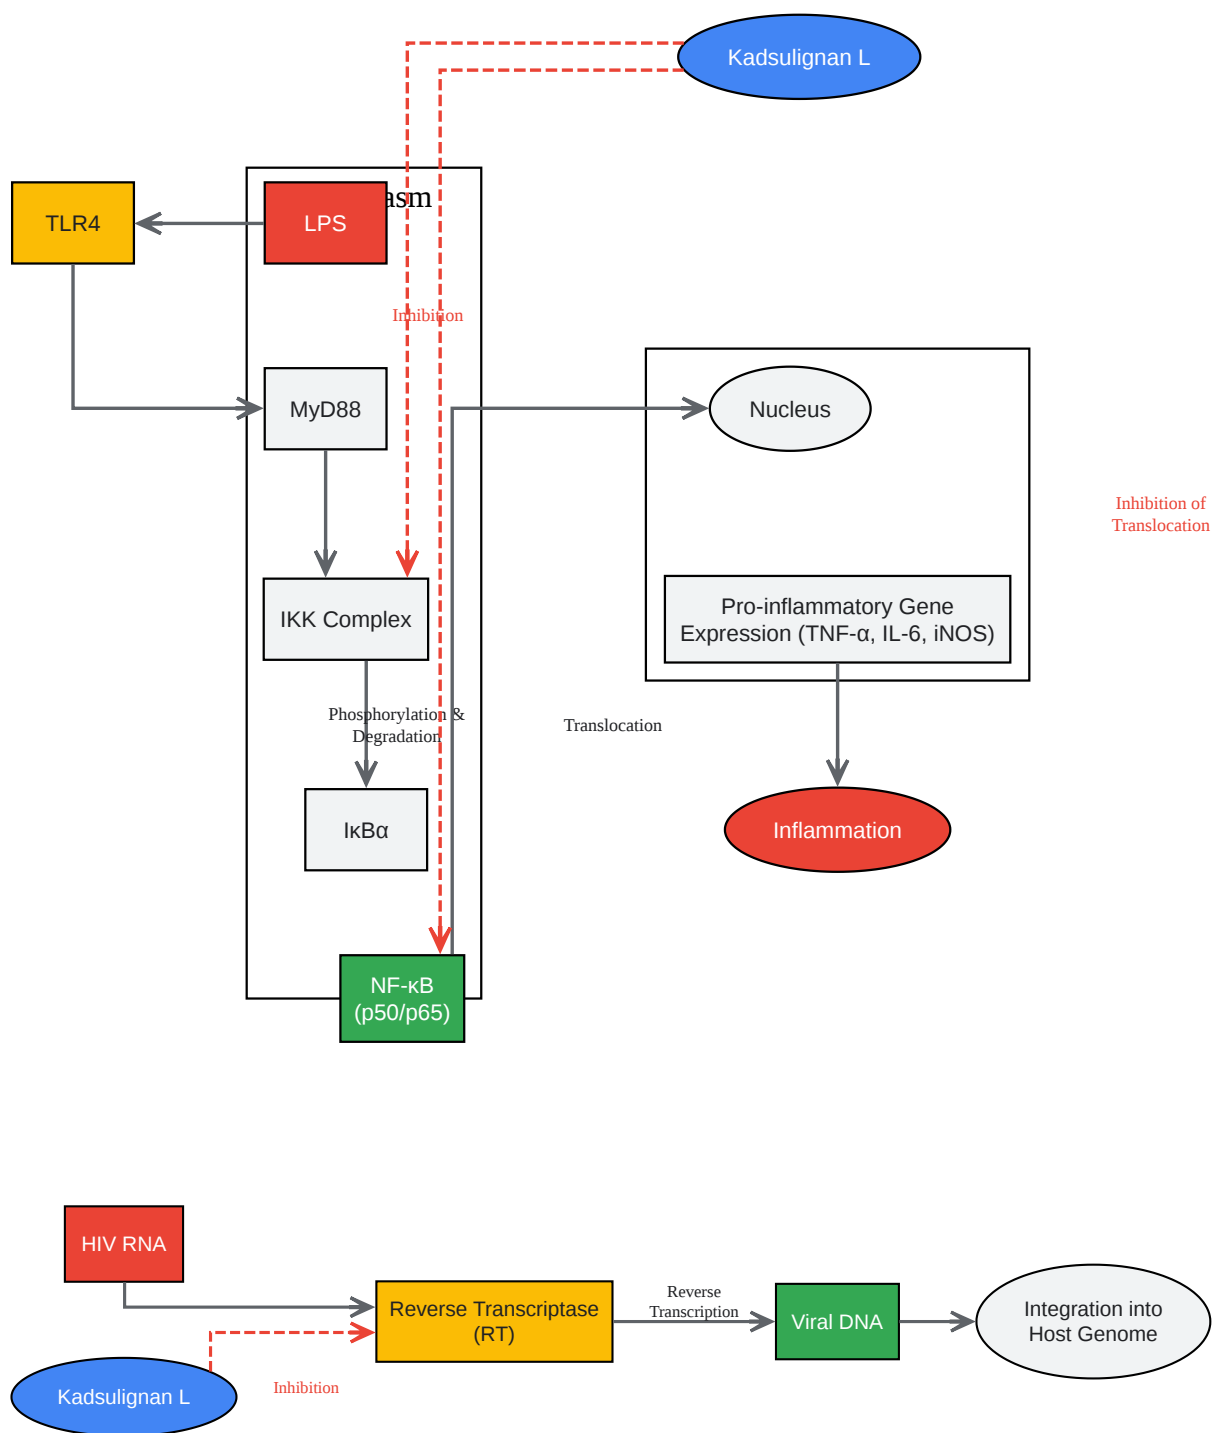 Kadsulignan L
TLR4
LPS
asm
Inhibition
MyD88
Nucleus
Inhibition of
Translocation
IKK Complex
Pro-inflammatory Gene
Expression (TNF-α, IL-6, iNOS)
Phosphorylation &
Degradation
Translocation
IκBα
Inflammation
NF-κB
(p50/p65)
HIV RNA
Reverse Transcriptase
(RT)
Reverse
Transcription
Viral DNA
Integration into
Host Genome
Kadsulignan L
Inhibition